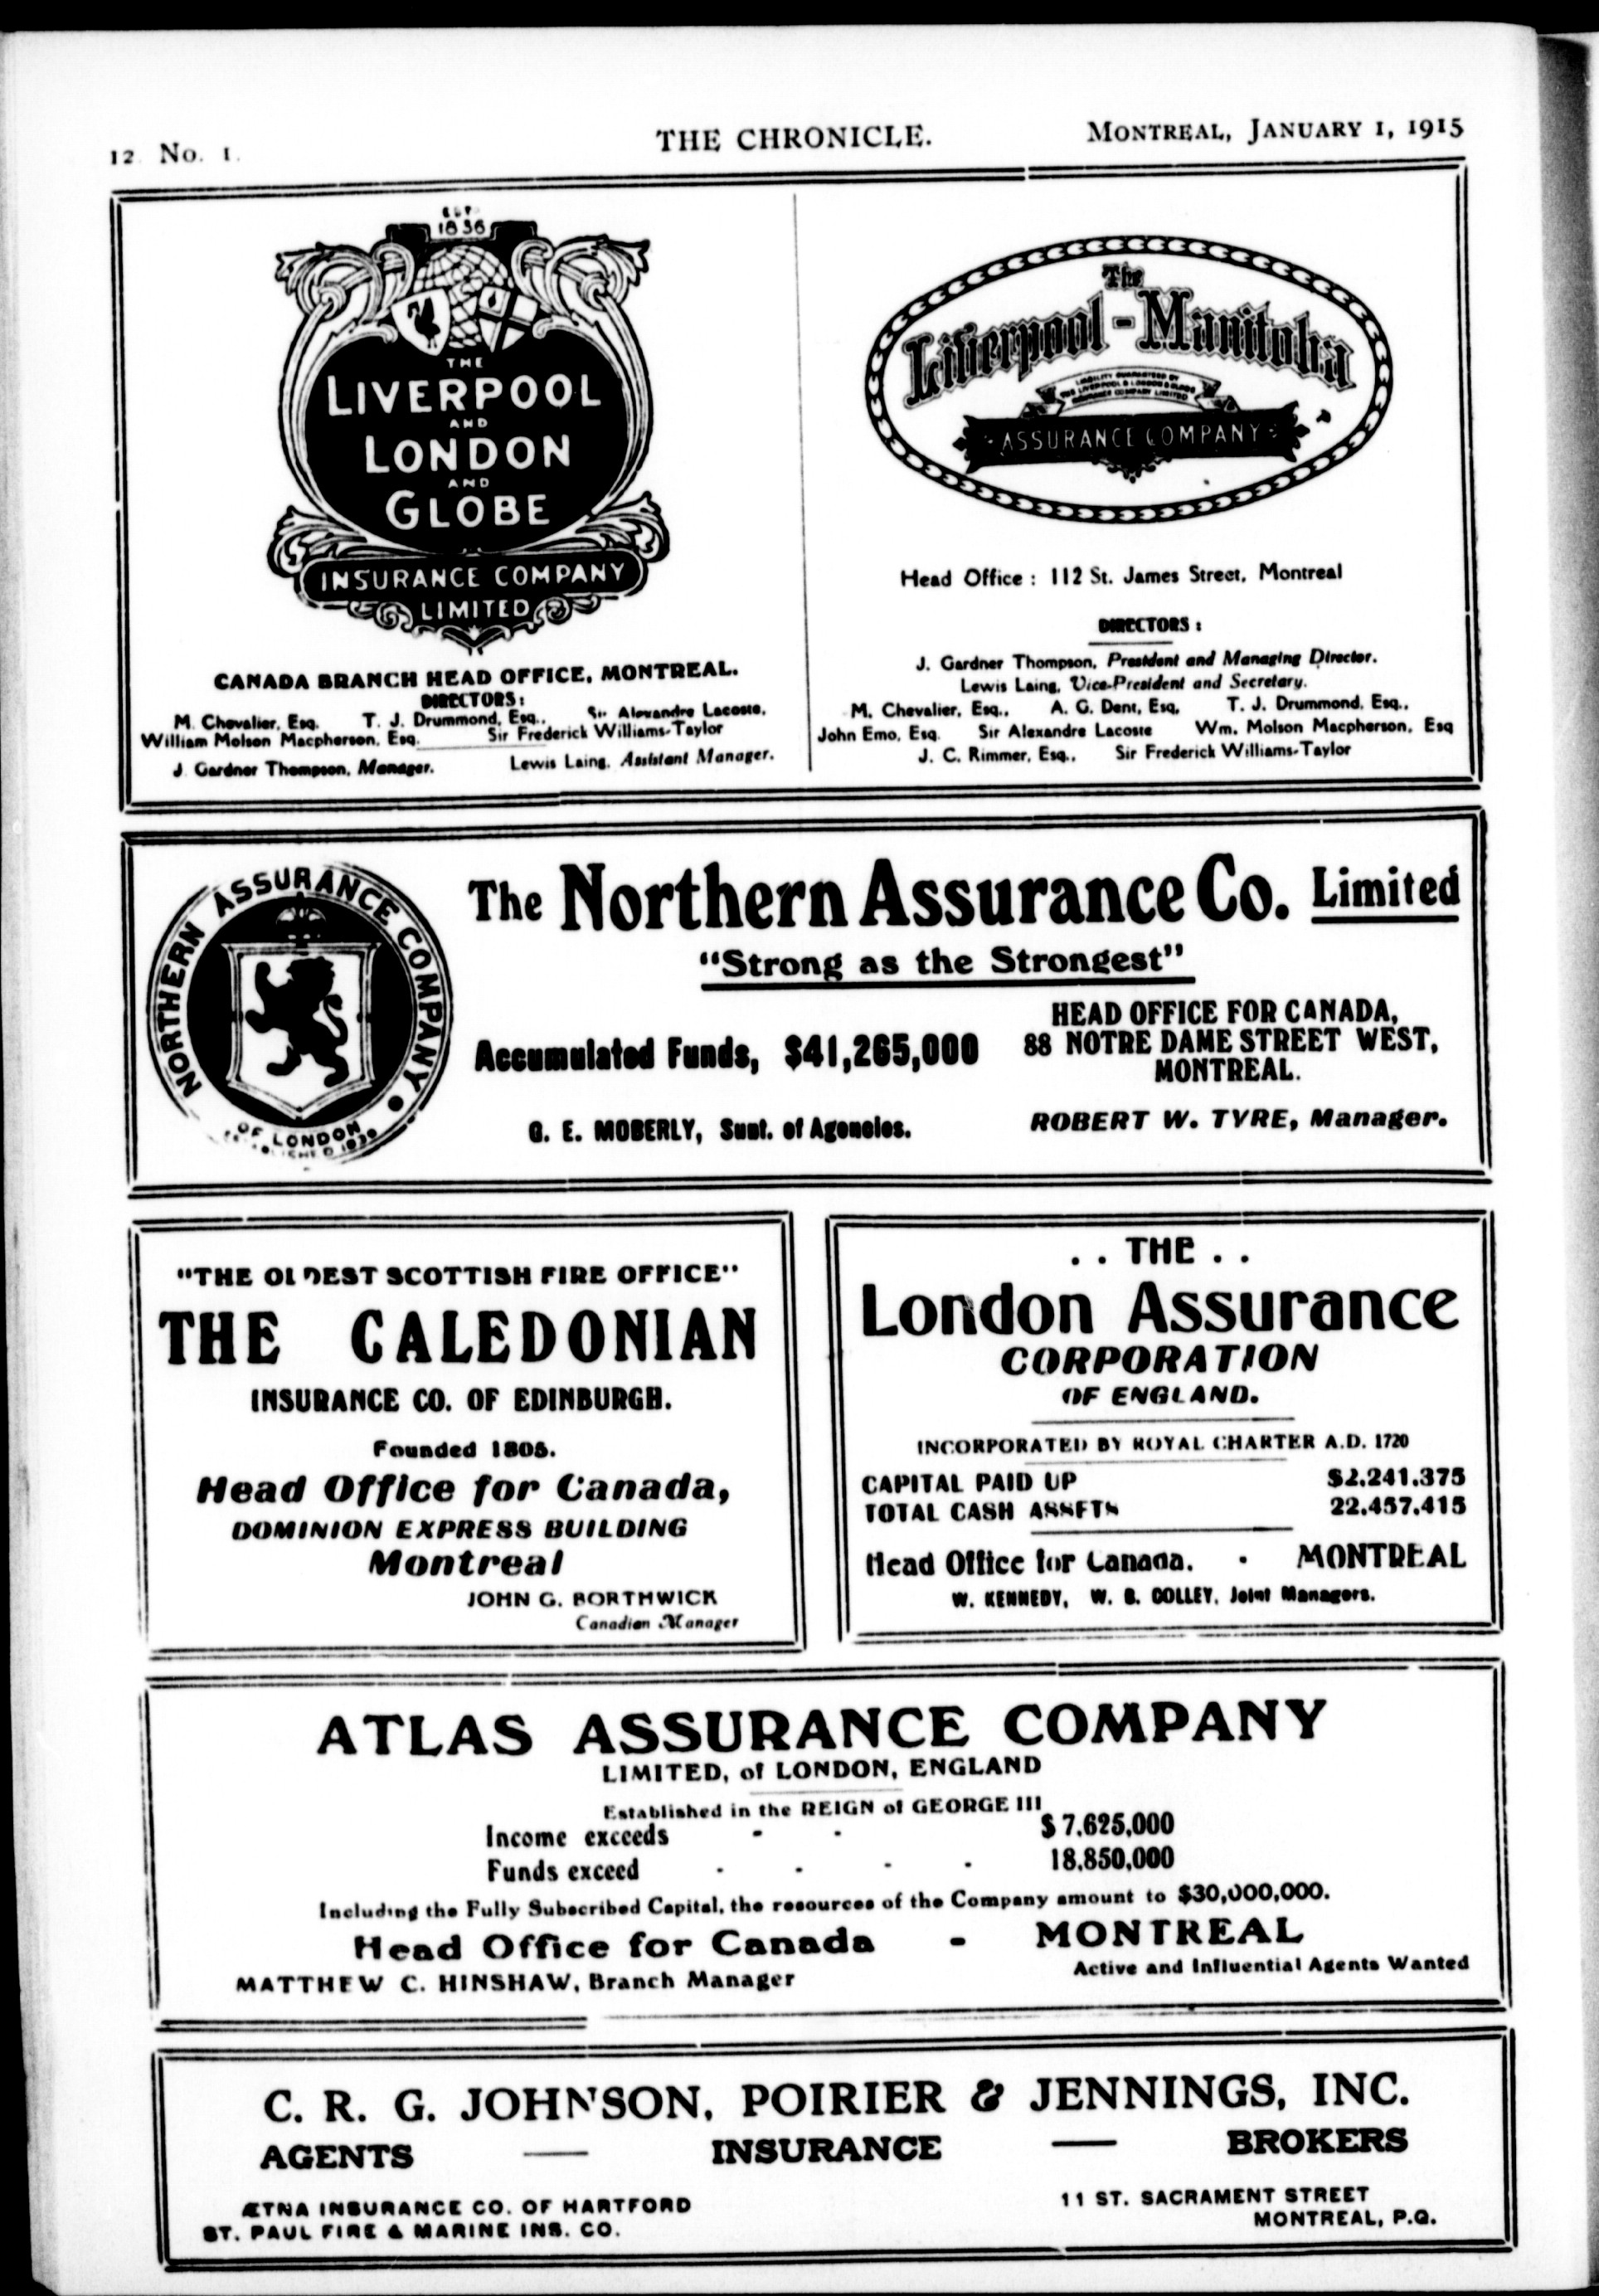 12 No. 1.
THE CHRONICLE.
MONTREAL, JANUARY 1, 1915
EST
1836
THE
LIVERPOOL
AND
LONDON
AND
GLOBE
INSURANCE COMPANY
LIMITED
CANADA BRANCH HEAD OFFICE, MONTREAL.
DIRECTORS:
M. Chevalier, Esq. T. J. Drummond, Esq., Sir Alexandre Lacoste,
William Molson Macpherson, Esq. Sir Frederick Williams-Taylor
J. Gardner Thompson, Manager. Lewis Laing, Assistant Manager.
The
Liverpool-Manitoba
LIABILITY GUARANTEED BY
THE LIVERPOOL & LONDON & GLOBE
INSURANCE COMPANY LIMITED
ASSURANCE COMPANY
Head Office: 112 St. James Street, Montreal
DIRECTORS:
J. Gardner Thompson, President and Managing Director.
Lewis Laing, Vice-President and Secretary.
M. Chevalier, Esq., A. G. Dent, Esq, T. J. Drummond, Esq.,
John Emo, Esq. Sir Alexandre Lacoste Wm. Molson Macpherson, Esq
J. C. Rimmer, Esq., Sir Frederick Williams-Taylor
NORTHERN ASSURANCE COMPANY
OF LONDON
The Northern Assurance Co. Limited
"Strong as the Strongest"
Accumulated Funds, $41,265,000
HEAD OFFICE FOR CANADA,
88 NOTRE DAME STREET WEST,
MONTREAL.
G. E. MOBERLY, Supt. of Agencies.
ROBERT W. TYRE, Manager.
"THE OLDEST SCOTTISH FIRE OFFICE"
THE CALEDONIAN
INSURANCE CO. OF EDINBURGH.
Founded 1805.
Head Office for Canada,
DOMINION EXPRESS BUILDING
Montreal
JOHN G. BORTHWICK
Canadian Manager
. . THE . .
London Assurance
CORPORATION
OF ENGLAND.
INCORPORATED BY ROYAL CHARTER A.D. 1720
CAPITAL PAID UP $2,241,375
TOTAL CASH ASSETS 22,457,415
Head Office for Canada, - MONTREAL
W. KENNEDY, W. B. COLLEY, Joint Managers.
ATLAS ASSURANCE COMPANY
LIMITED, of LONDON, ENGLAND
Established in the REIGN of GEORGE III
Income exceeds - - $ 7,625,000
Funds exceed - - - - 18,850,000
Including the Fully Subscribed Capital, the resources of the Company amount to $30,000,000.
Head Office for Canada - MONTREAL
MATTHEW C. HINSHAW, Branch Manager
Active and Influential Agents Wanted
C. R. G. JOHNSON, POIRIER & JENNINGS, INC.
AGENTS — INSURANCE — BROKERS
ÆTNA INSURANCE CO. OF HARTFORD
ST. PAUL FIRE & MARINE INS. CO.
11 ST. SACRAMENT STREET
MONTREAL, P.Q.